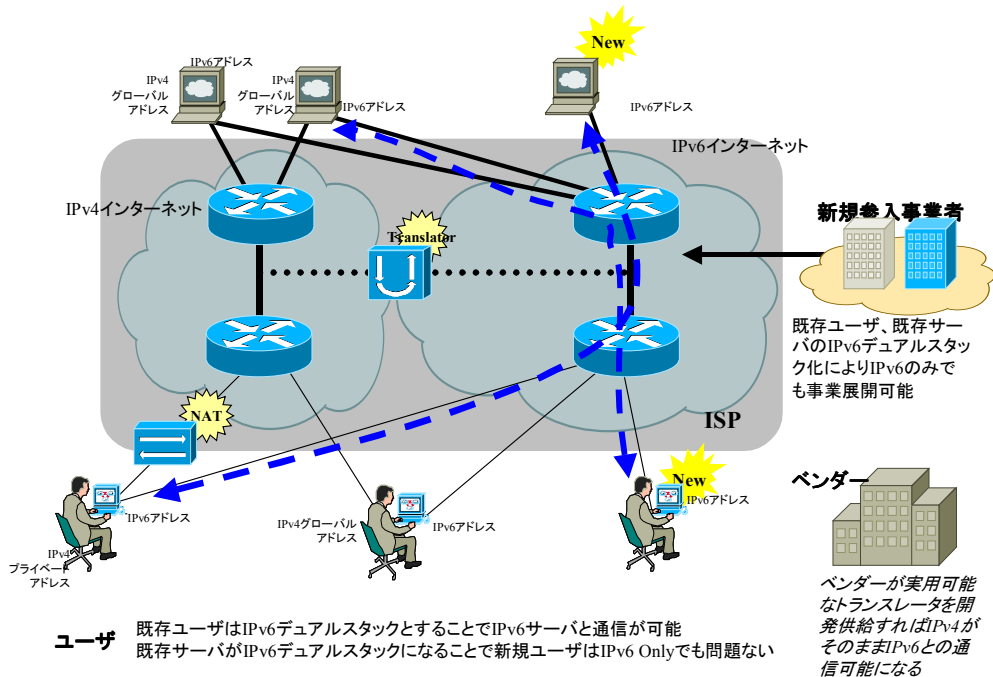 New
IPv6アドレス
IPv4
グローバル
アドレス
IPv4
グローバル
アドレス
IPv6アドレス
IPv6アドレス
IPv6インターネット
IPv4インターネット
Translator
新規参入事業者
既存ユーザ、既存サー
バのIPv6デュアルスタッ
ク化によりIPv6のみで
も事業展開可能
NAT
ISP
New
IPv6アドレス
IPv4
プライベート
アドレス
IPv4グローバル
アドレス
IPv6アドレス
IPv6アドレス
ベンダー
ベンダーが実用可能
なトランスレータを開
発供給すればIPv4が
そのままIPv6との通
信可能になる
ユーザ
既存ユーザはIPv6デュアルスタックとすることでIPv6サーバと通信が可能
既存サーバがIPv6デュアルスタックになることで新規ユーザはIPv6 Onlyでも問題ない